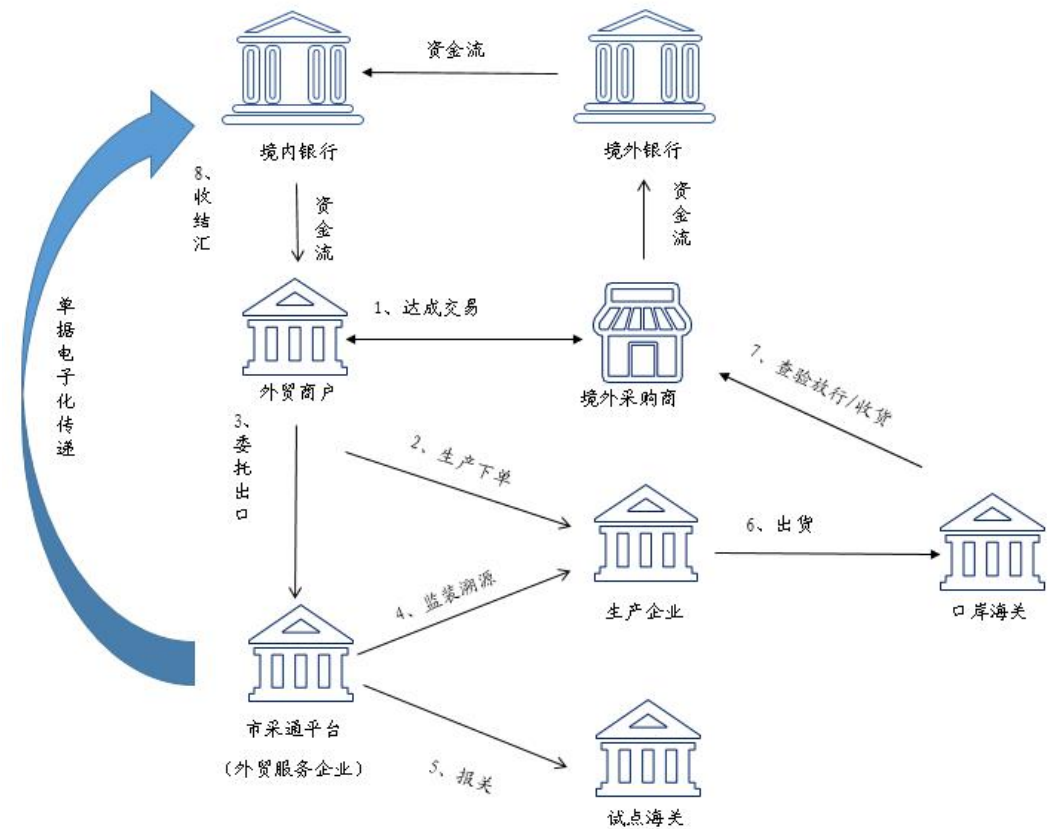 资金流
境内银行
境外银行
8、收结汇
资金流
资金流
单据电子化传递
1、达成交易
外贸商户
境外采购商
7、查验放行/收货
3、委托出口
2、生产下单
6、出货
4、监装溯源
生产企业
口岸海关
市采通平台
(外贸服务企业)
5、报关
试点海关